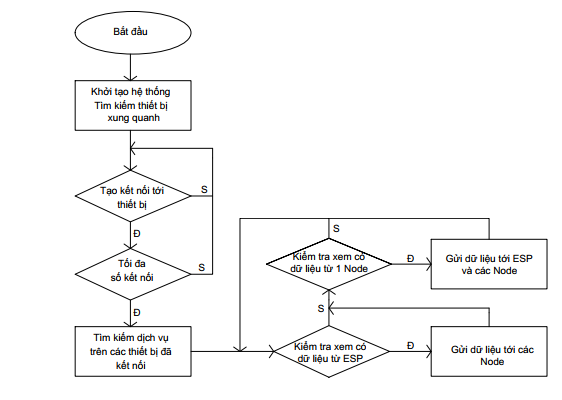 Bắt đầu
Khởi tạo hệ thống
Tìm kiếm thiết bị
xung quanh
Tạo kết nối tới
thiết bị
S
Đ
Tối đa
số kết nối
S
Đ
Tìm kiếm dịch vụ
trên các thiết bị đã
kết nối
S
Kiểm tra xem có
dữ liệu từ 1 Node
Đ
Gửi dữ liệu tới ESP
và các Node
S
Kiểm tra xem có
dữ liệu từ ESP
Đ
Gửi dữ liệu tới các
Node